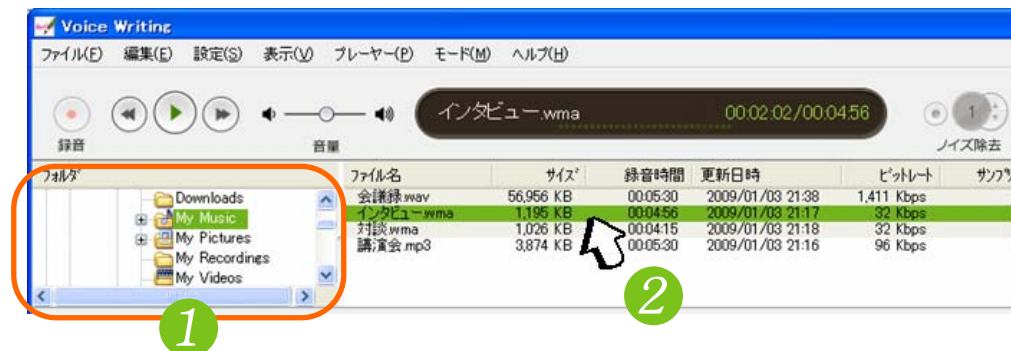 Voice Writing
ファイル(F) 編集(E) 設定(S) 表示(V) プレーヤー(P) モード(M) ヘルプ(H)
インタビュー.wma 00:02:02/00:04:56 1
録音 音量 ノイズ除去
フォルダ ファイル名 サイズ 録音時間 更新日時 ビットレート サンプ
Downloads 会議録.wav 56,956 KB 00:05:30 2009/01/03 21:38 1,411 Kbps
My Music インタビュー.wma 1,195 KB 00:04:56 2009/01/03 21:17 32 Kbps
My Pictures 対談.wma 1,026 KB 00:04:15 2009/01/03 21:18 32 Kbps
My Recordings 講演会.mp3 3,874 KB 00:05:30 2009/01/03 21:16 96 Kbps
My Videos
1 2